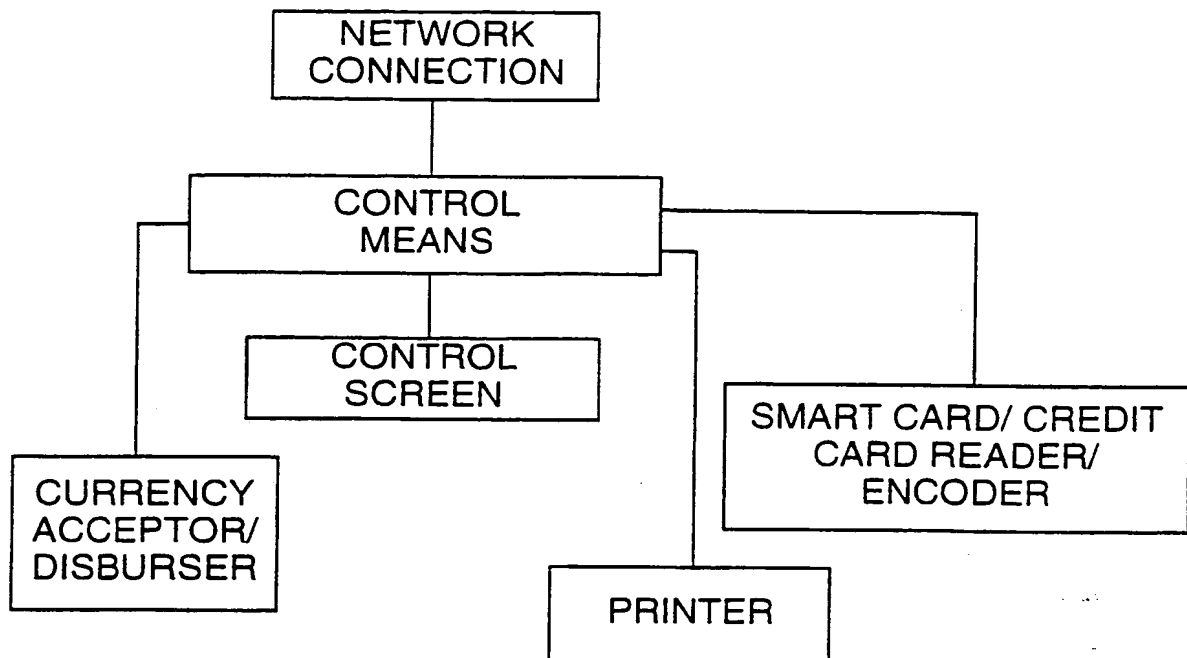 NETWORK
CONNECTION
CONTROL
MEANS
CONTROL
SCREEN
SMART CARD/ CREDIT
CARD READER/
ENCODER
CURRENCY
ACCEPTOR/
DISBURSER
PRINTER